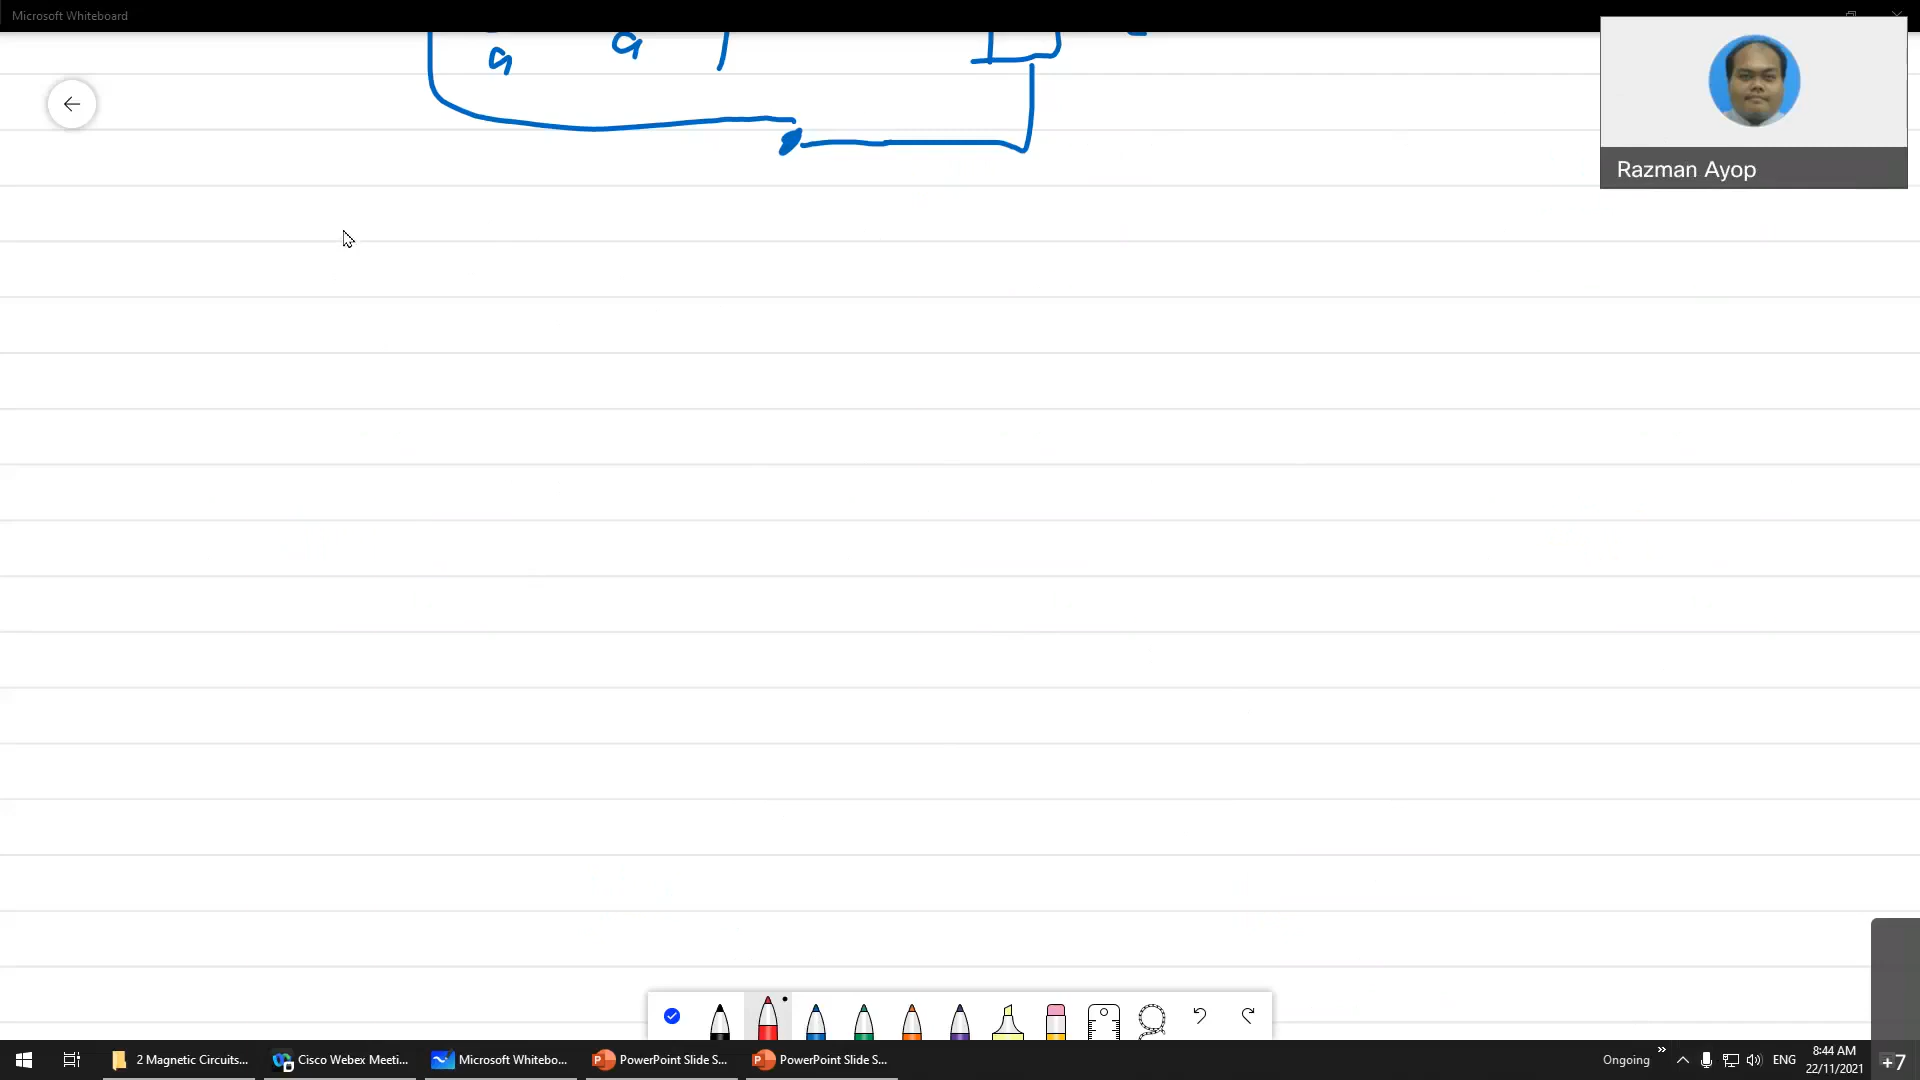 Microsoft Whiteboard
a a
Razman Ayop
2 Magnetic Circuits... Cisco Webex Meeti... Microsoft Whitebo... PowerPoint Slide S... PowerPoint Slide S... Ongoing ENG 8:44 AM
22/11/2021
+7